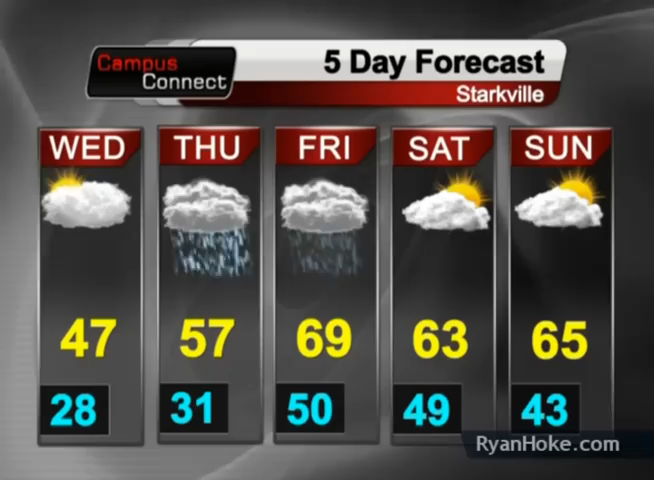 Campus
Connect
5 Day Forecast
Starkville
WED THU FRI SAT SUN
47 57 69 63 65
28 31 50 49 43
RyanHoke.com